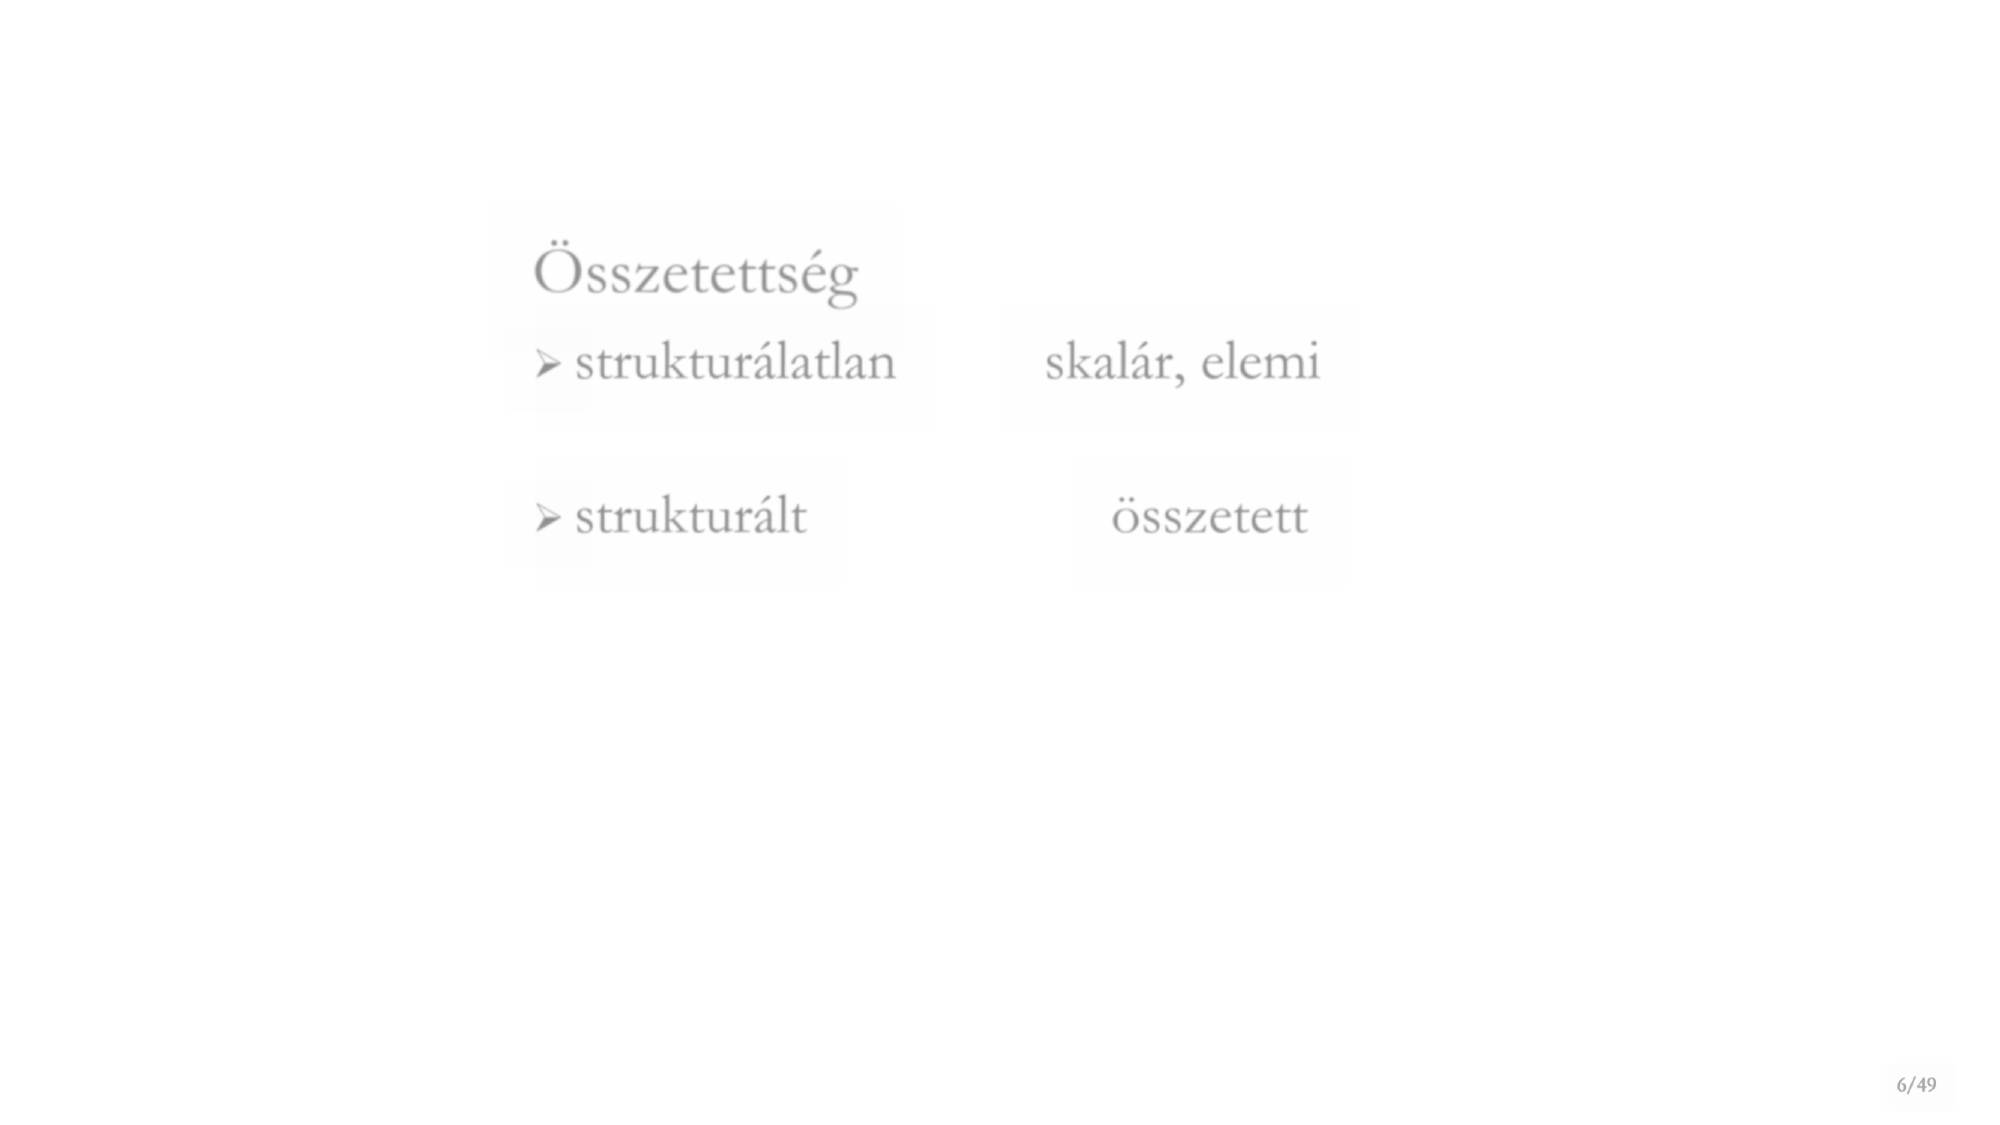 Összetettség
➢ strukturálatlan skalár, elemi
➢ strukturált összetett
6/49